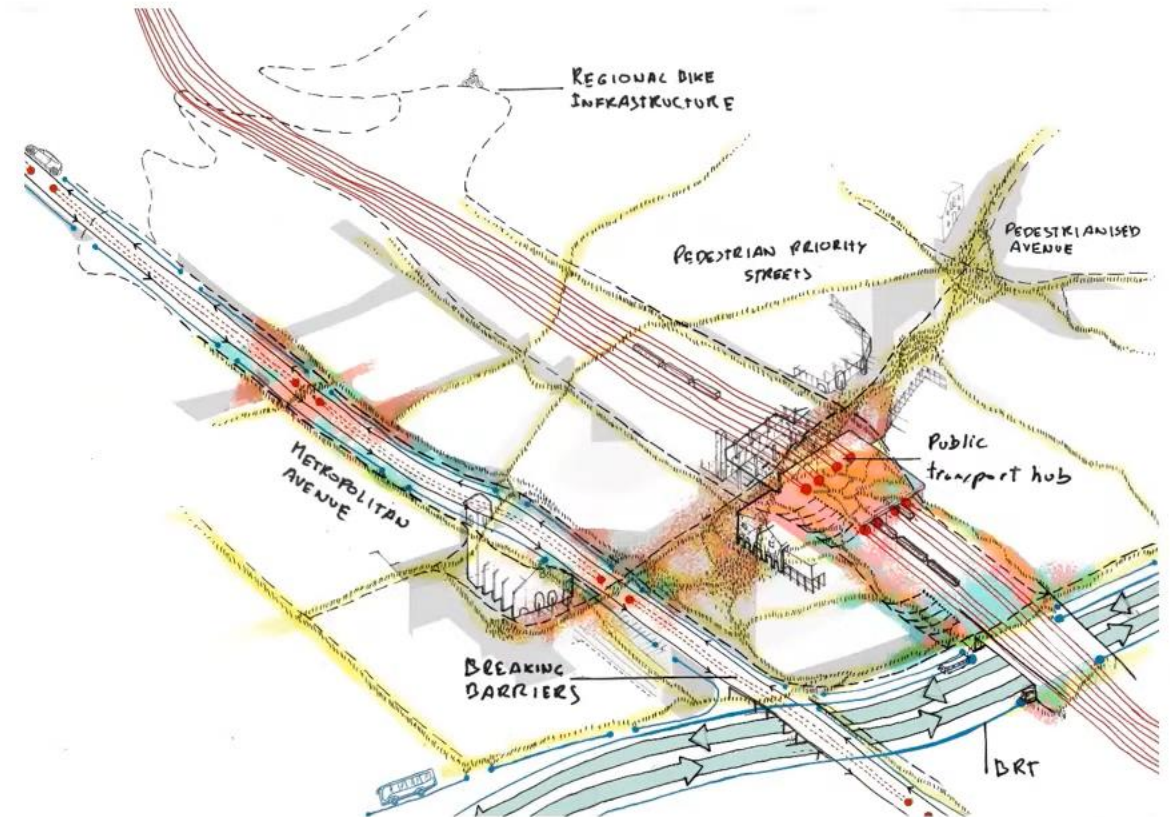 REGIONAL BIKE
INFRASTRUCTURE
PEDESTRIAN PRIORITY
STREETS
PEDESTRIANISED
AVENUE
Public
transport hub
METROPOLITAN
AVENUE
BREAKING
BARRIERS
BRT